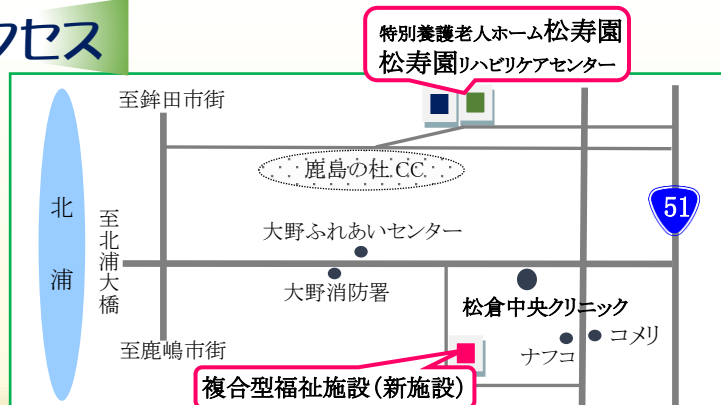 クセス
特別養護老人ホーム松寿園
松寿園リハビリケアセンター
至鉾田市街
鹿島の杜.CC.
北浦
至北浦大橋
51
大野ふれあいセンター
大野消防署
松倉中央クリニック
コメリ
ナフコ
至鹿嶋市街
複合型福祉施設(新施設)